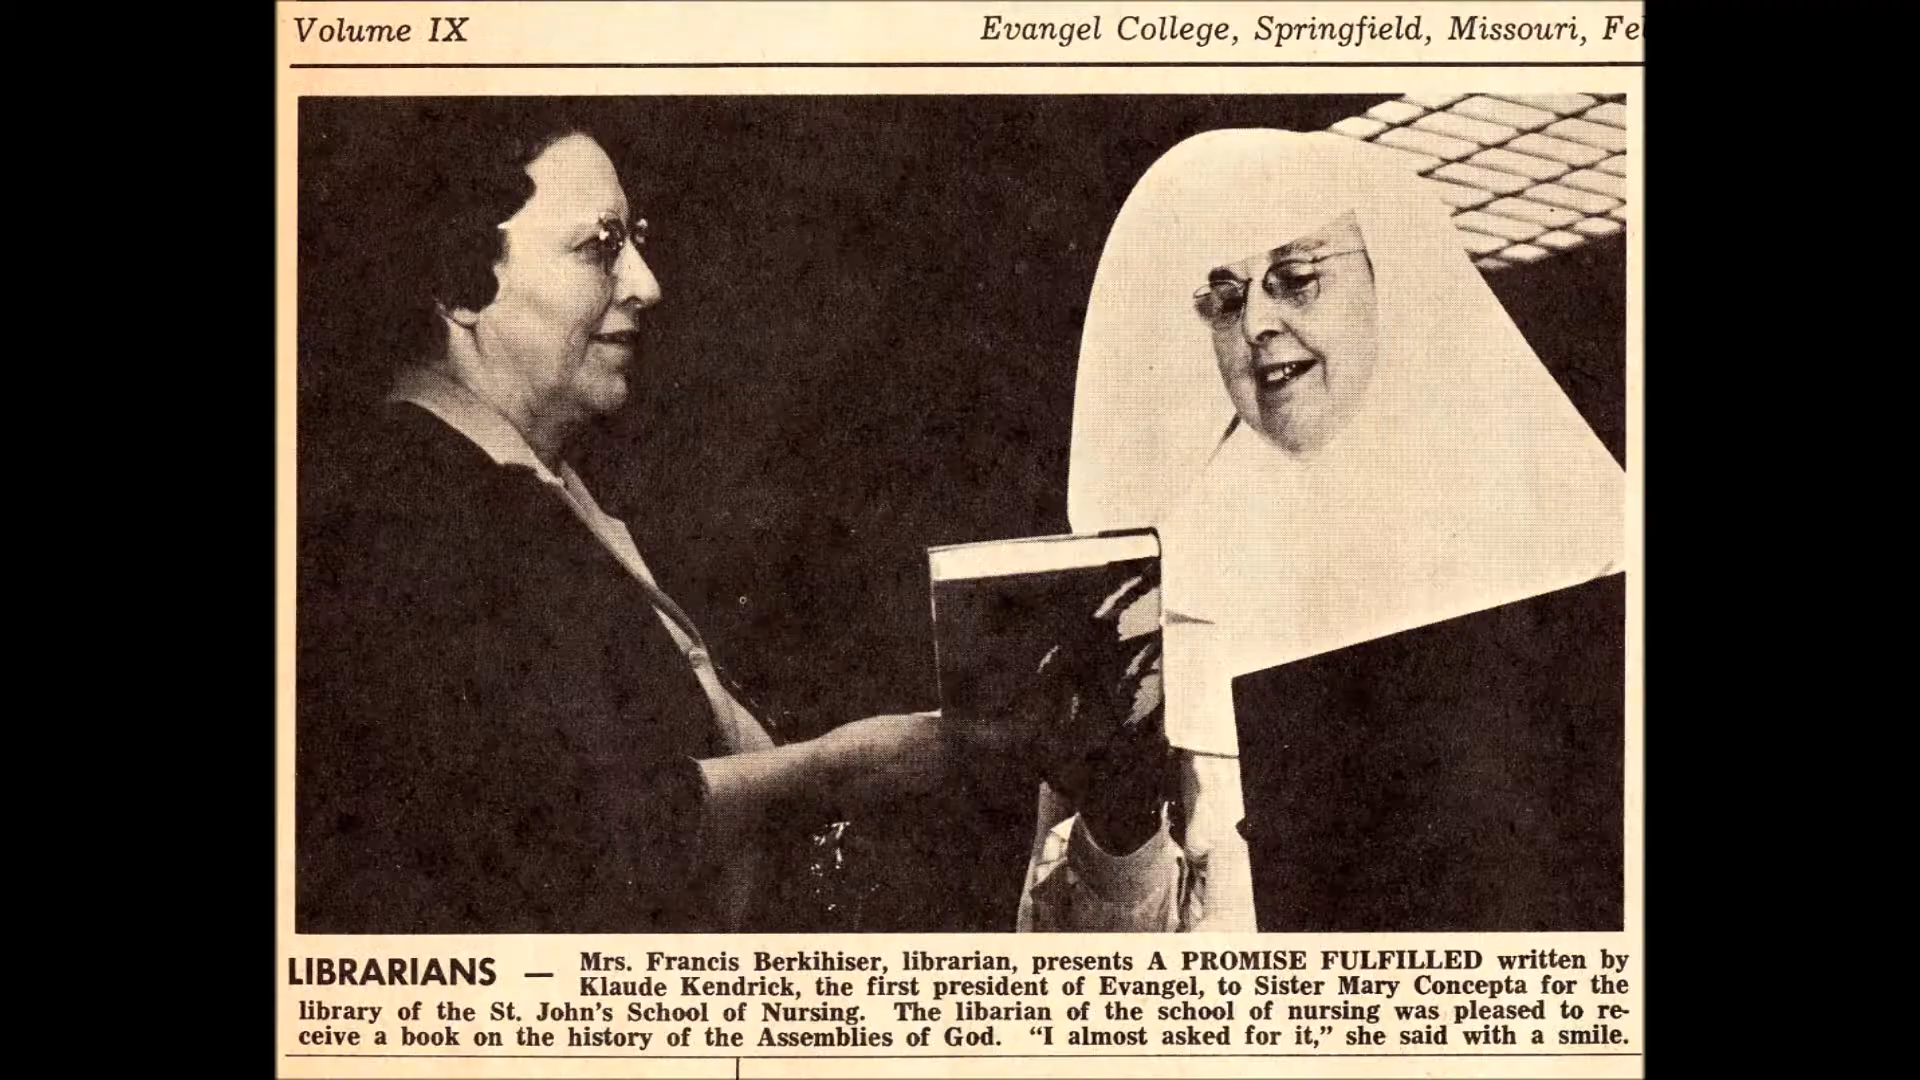 Volume IX
Evangel College, Springfield, Missouri,
LIBRARIANS — Mrs. Francis Berkihiser, librarian, presents A PROMISE FULFILLED written by
Klaude Kendrick, the first president of Evangel, to Sister Mary Concepta for the
library of the St. John's School of Nursing. The libarian of the school of nursing was pleased to re-
ceive a book on the history of the Assemblies of God. "I almost asked for it," she said with a smile.